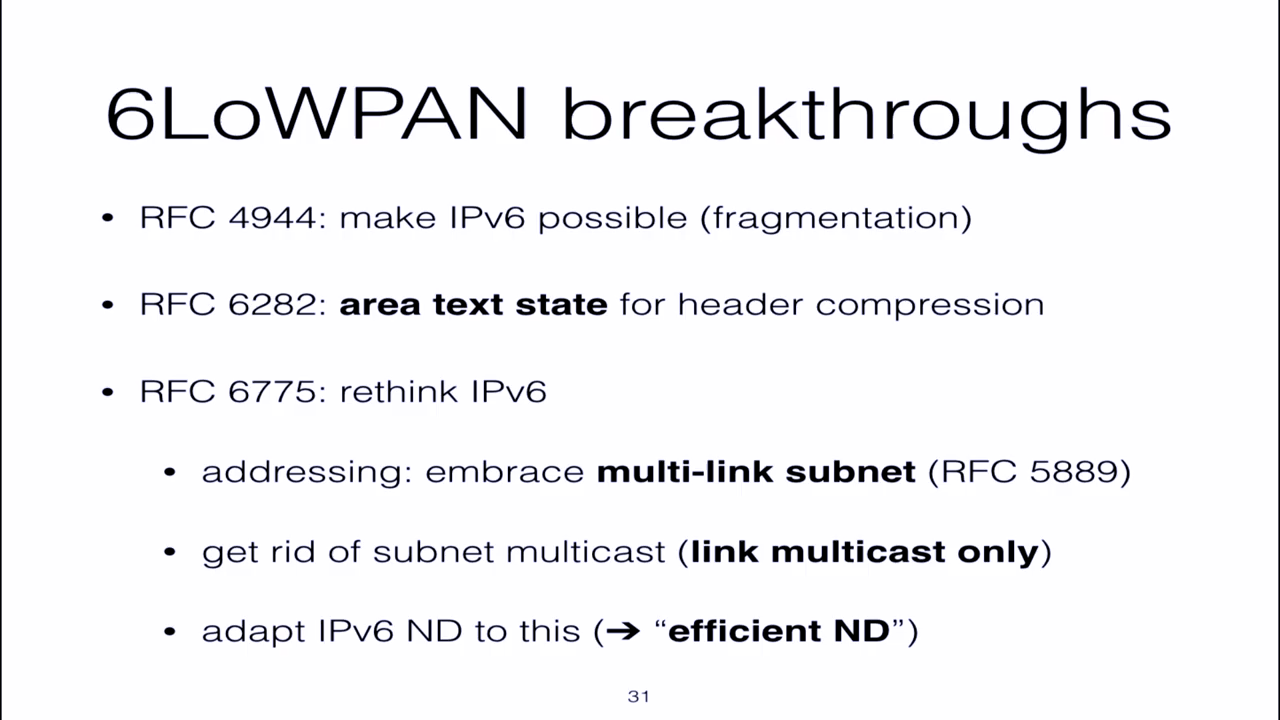 6LoWPAN breakthroughs
• RFC 4944: make IPv6 possible (fragmentation)
• RFC 6282: area text state for header compression
• RFC 6775: rethink IPv6
• addressing: embrace multi-link subnet (RFC 5889)
• get rid of subnet multicast (link multicast only)
• adapt IPv6 ND to this (➔ “efficient ND”)
31